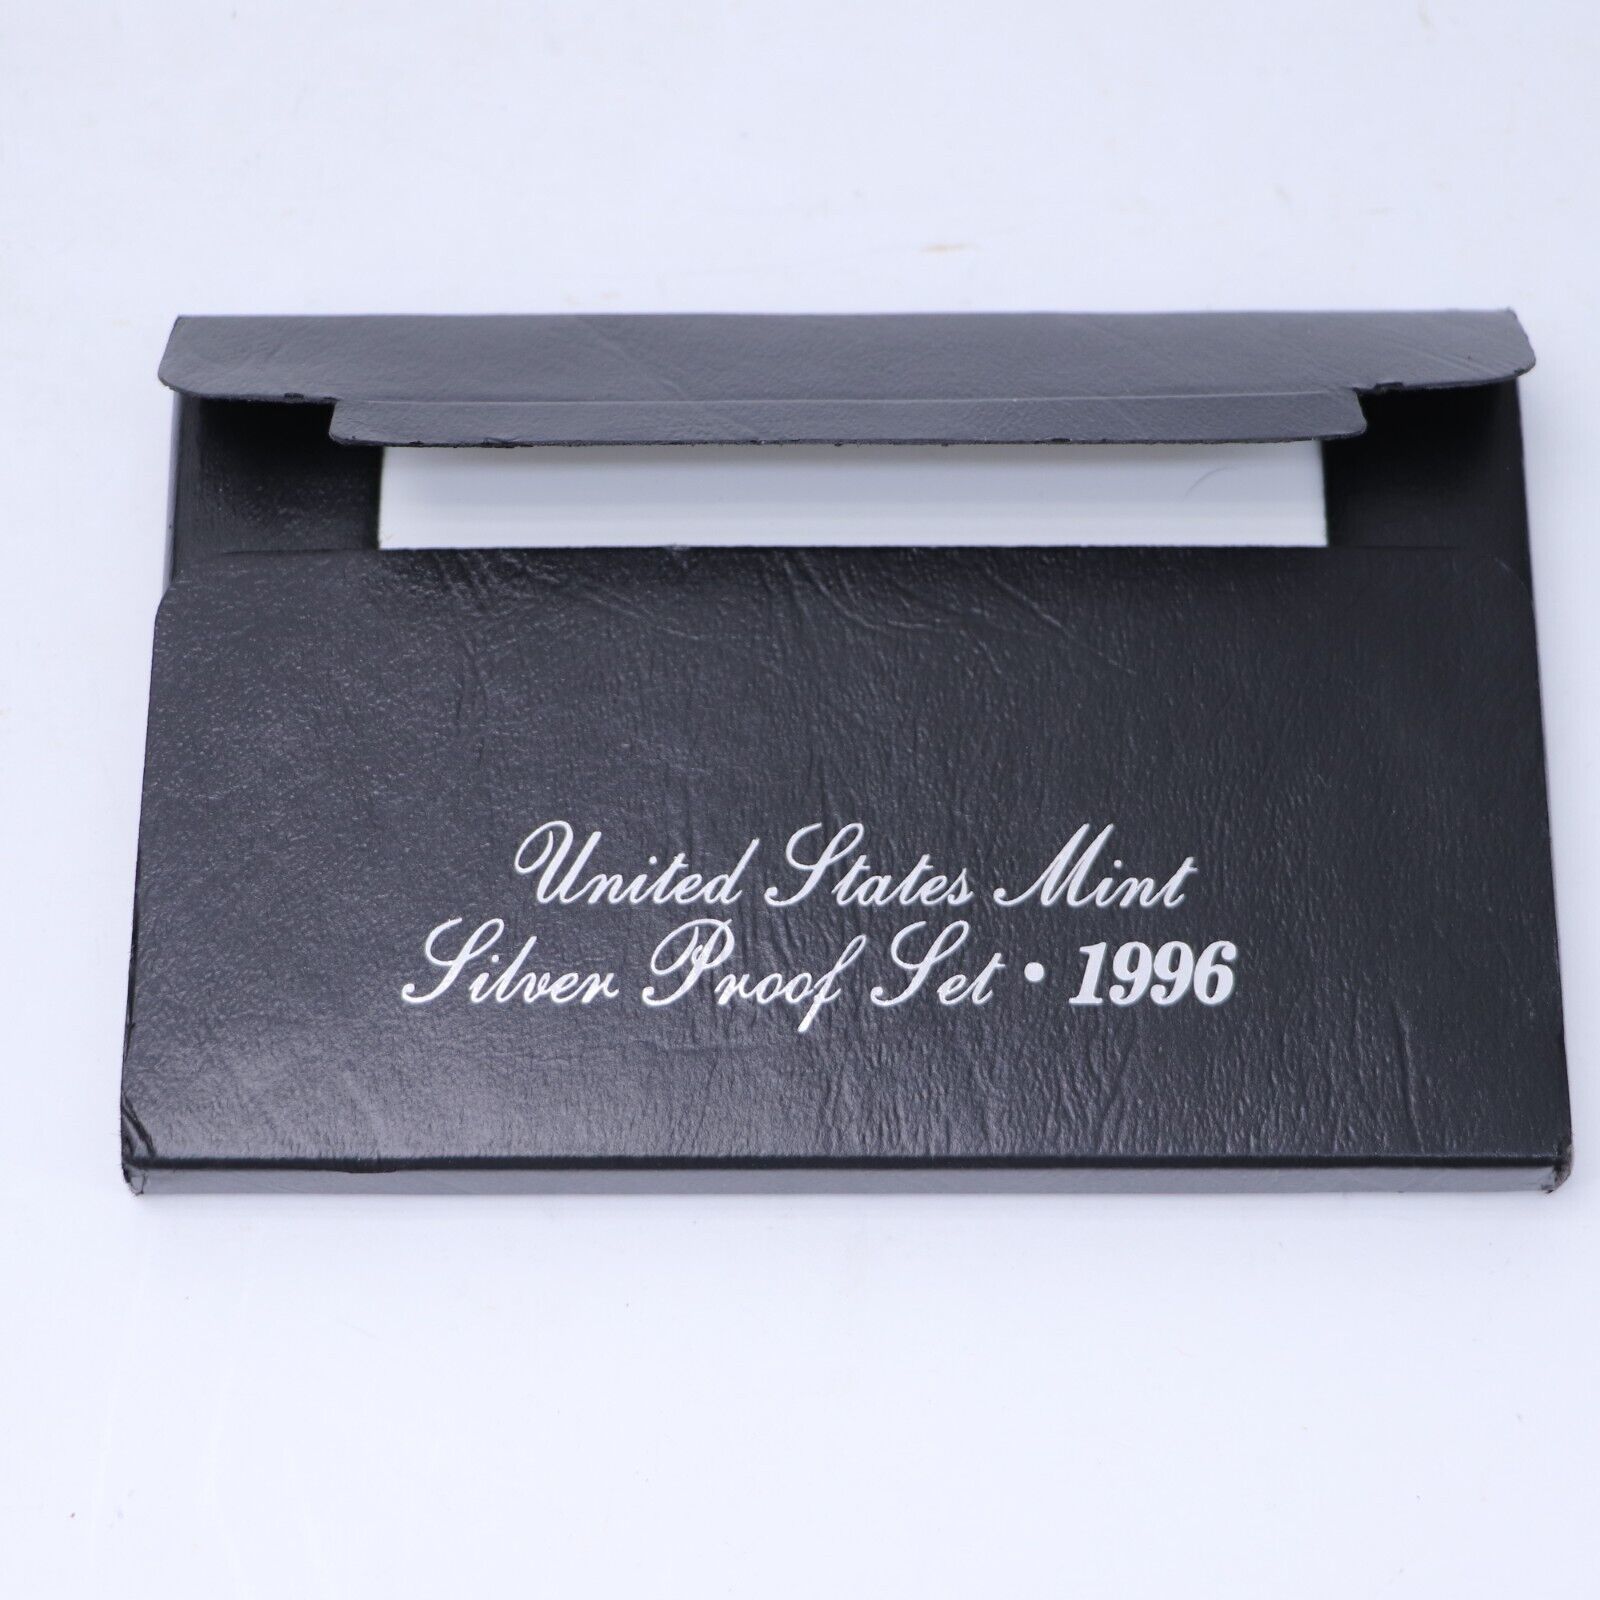 United States Mint
Silver Proof Set • 1996